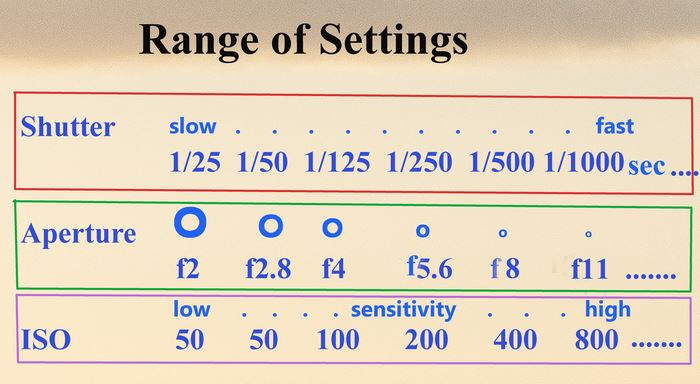 Range of Settings
Shutter slow . . . . . . . . . . fast
1/25 1/50 1/125 1/250 1/500 1/1000 sec ....
Aperture
f2 f2.8 f4 f5.6 f8 f11 .......
low . . . . sensitivity . . . high
ISO 50 50 100 200 400 800 .......